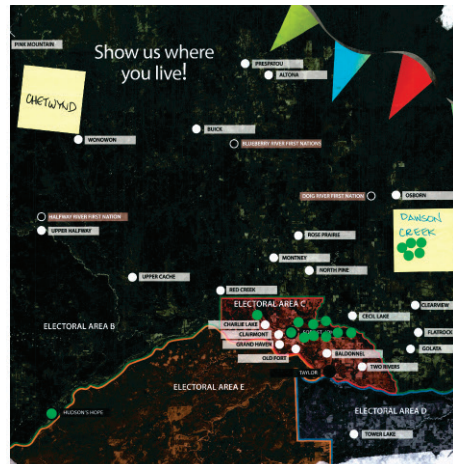 PINK MOUNTAIN
Show us where
you live!
PRESPATOU
ALTONA
CHETWYND
WONOWON
BUICK
BLUEBERRY RIVER FIRST NATIONS
DOIG RIVER FIRST NATION
OSBORN
HALFWAY RIVER FIRST NATION
UPPER HALFWAY
DAWSON
CREEK
ROSE PRAIRIE
MONTNEY
NORTH PINE
UPPER CACHE
RED CREEK
ELECTORAL AREA C
CLEARVIEW
CECIL LAKE
CHARLIE LAKE
ELECTORAL AREA B
CLAIRMONT
FLATROCK
GRAND HAVEN
GOLATA
OLD FORT
BALDONNEL
TAYLOR
TWO RIVERS
ELECTORAL AREA E
HUDSON'S HOPE
ELECTORAL AREA D
TOWER LAKE